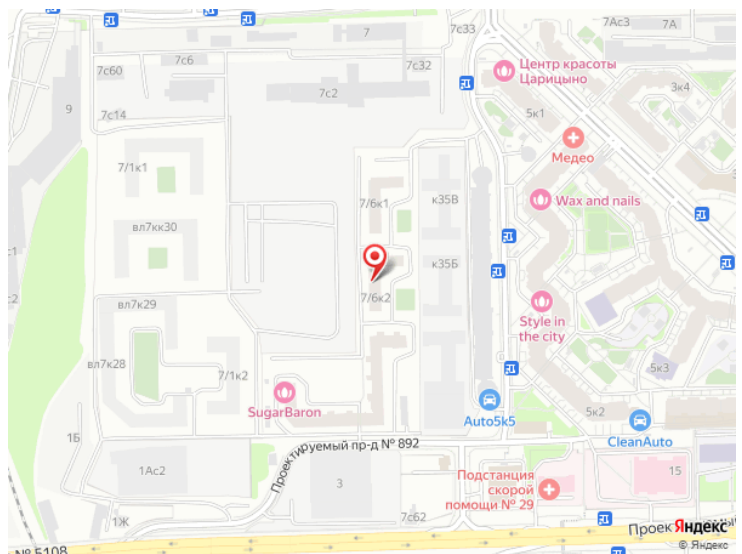 7с33
7Ас3
7А
7
7с6
7с60
7с32
Центр красоты
Царицыно
7с2
3к4
9
7с14
5к1
7/1к1
Медео
7/6к1
к35В
Wax and nails
вл7кк30
к35Б
7/6к2
вл7к29
Style in
the city
вл7к28
7/1к2
5к3
SugarBaron
Auto5k5
5к2
1Б
CleanAuto
Проектируемый пр-д № 892
1Ас2
Подстанция
скорой
помощи № 29
15
3
1Ж
7с62
Яндекс
№ 5108
© Яндекс